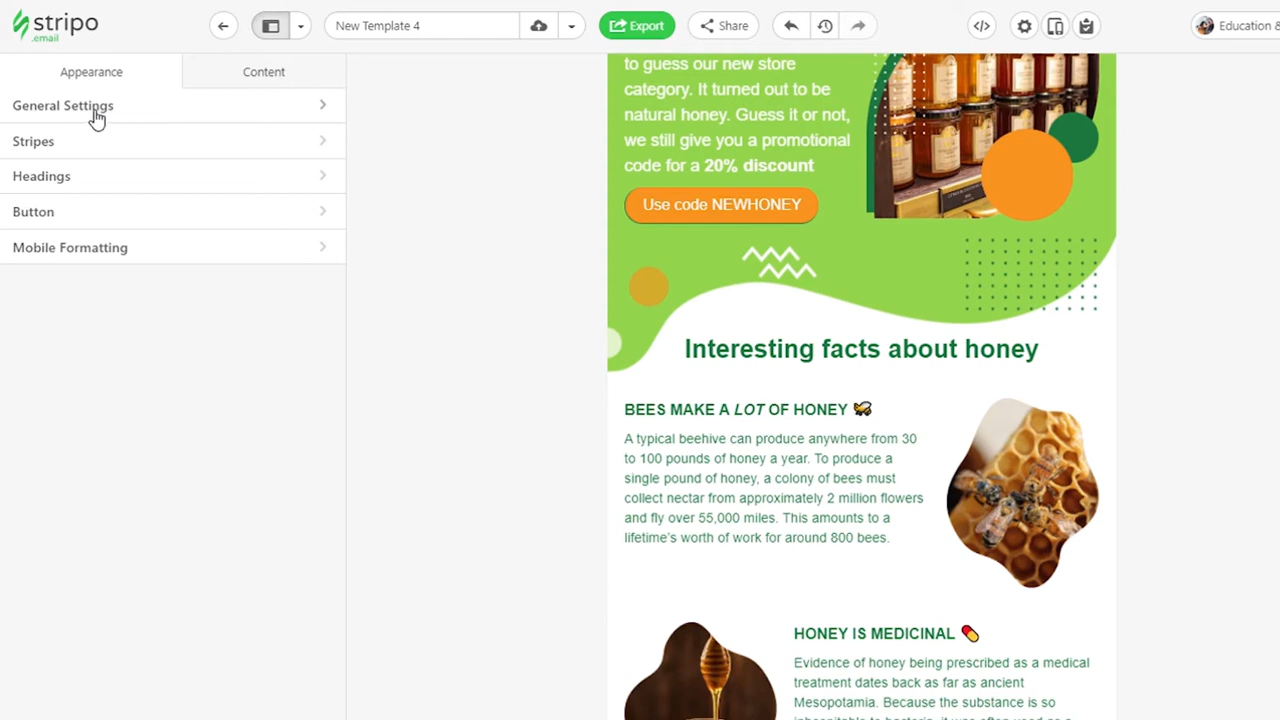 stripo
.email
New Template 4
Export
Share
Education &
Appearance
Content
General Settings
Stripes
Headings
Button
Mobile Formatting
to guess our new store
category. It turned out to be
natural honey. Guess it or not,
we still give you a promotional
code for a 20% discount
Use code NEWHONEY
Interesting facts about honey
BEES MAKE A LOT OF HONEY 🐝
A typical beehive can produce anywhere from 30
to 100 pounds of honey a year. To produce a
single pound of honey, a colony of bees must
collect nectar from approximately 2 million flowers
and fly over 55,000 miles. This amounts to a
lifetime's worth of work for around 800 bees.
HONEY IS MEDICINAL 💊
Evidence of honey being prescribed as a medical
treatment dates back as far as ancient
Mesopotamia. Because the substance is so